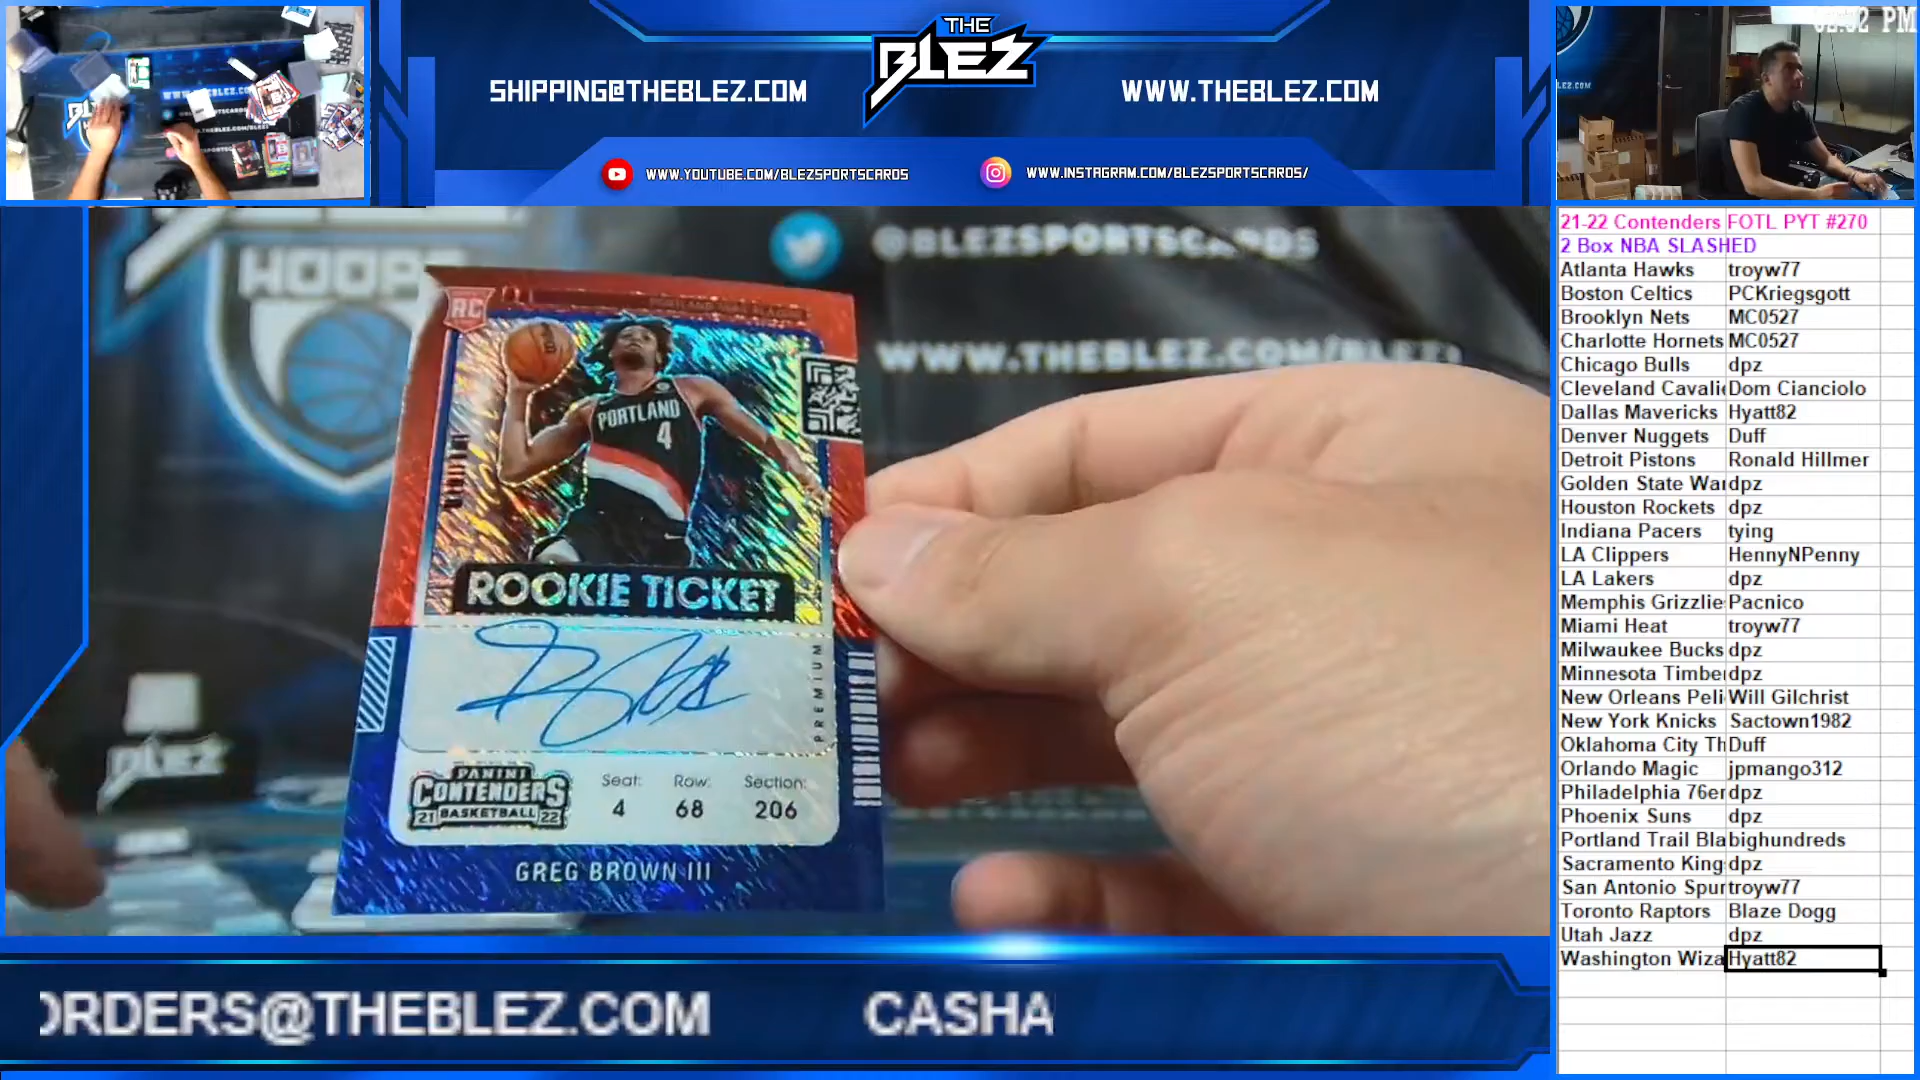 THE
BLEZ
SHIPPING@THEBLEZ.COM
WWW.THEBLEZ.COM
WWW.YOUTUBE.COM/BLEZSPORTSCARDS
WWW.INSTAGRAM.COM/BLEZSPORTSCARDS/
PM
21-22 Contenders FOTL PYT #270
2 Box NBA SLASHED
Atlanta Hawks troyw77
Boston Celtics PCKriegsgott
Brooklyn Nets MC0527
Charlotte Hornets MC0527
Chicago Bulls dpz
Cleveland Cavali Dom Cianciolo
Dallas Mavericks Hyatt82
Denver Nuggets Duff
Detroit Pistons Ronald Hillmer
Golden State War dpz
Houston Rockets dpz
Indiana Pacers tying
LA Clippers HennyNPenny
LA Lakers dpz
Memphis Grizzlie Pacnico
Miami Heat troyw77
Milwaukee Bucks dpz
Minnesota Timbe dpz
New Orleans Peli Will Gilchrist
New York Knicks Sactown1982
Oklahoma City Th Duff
Orlando Magic jpmango312
Philadelphia 76er dpz
Phoenix Suns dpz
Portland Trail Bla bighundreds
Sacramento King dpz
San Antonio Spur troyw77
Toronto Raptors Blaze Dogg
Utah Jazz dpz
Washington Wiza Hyatt82
HOOPS
@BLEZSPORTSCARDS
WWW.THEBLEZ.COM/BLEZ
BLEZ
RC
PORTLAND
4
ROOKIE TICKET
PREMIUM
PANINI
CONTENDERS
21 BASKETBALL 22
Seat: Row: Section:
4 68 206
GREG BROWN III
ORDERS@THEBLEZ.COM
CASHA